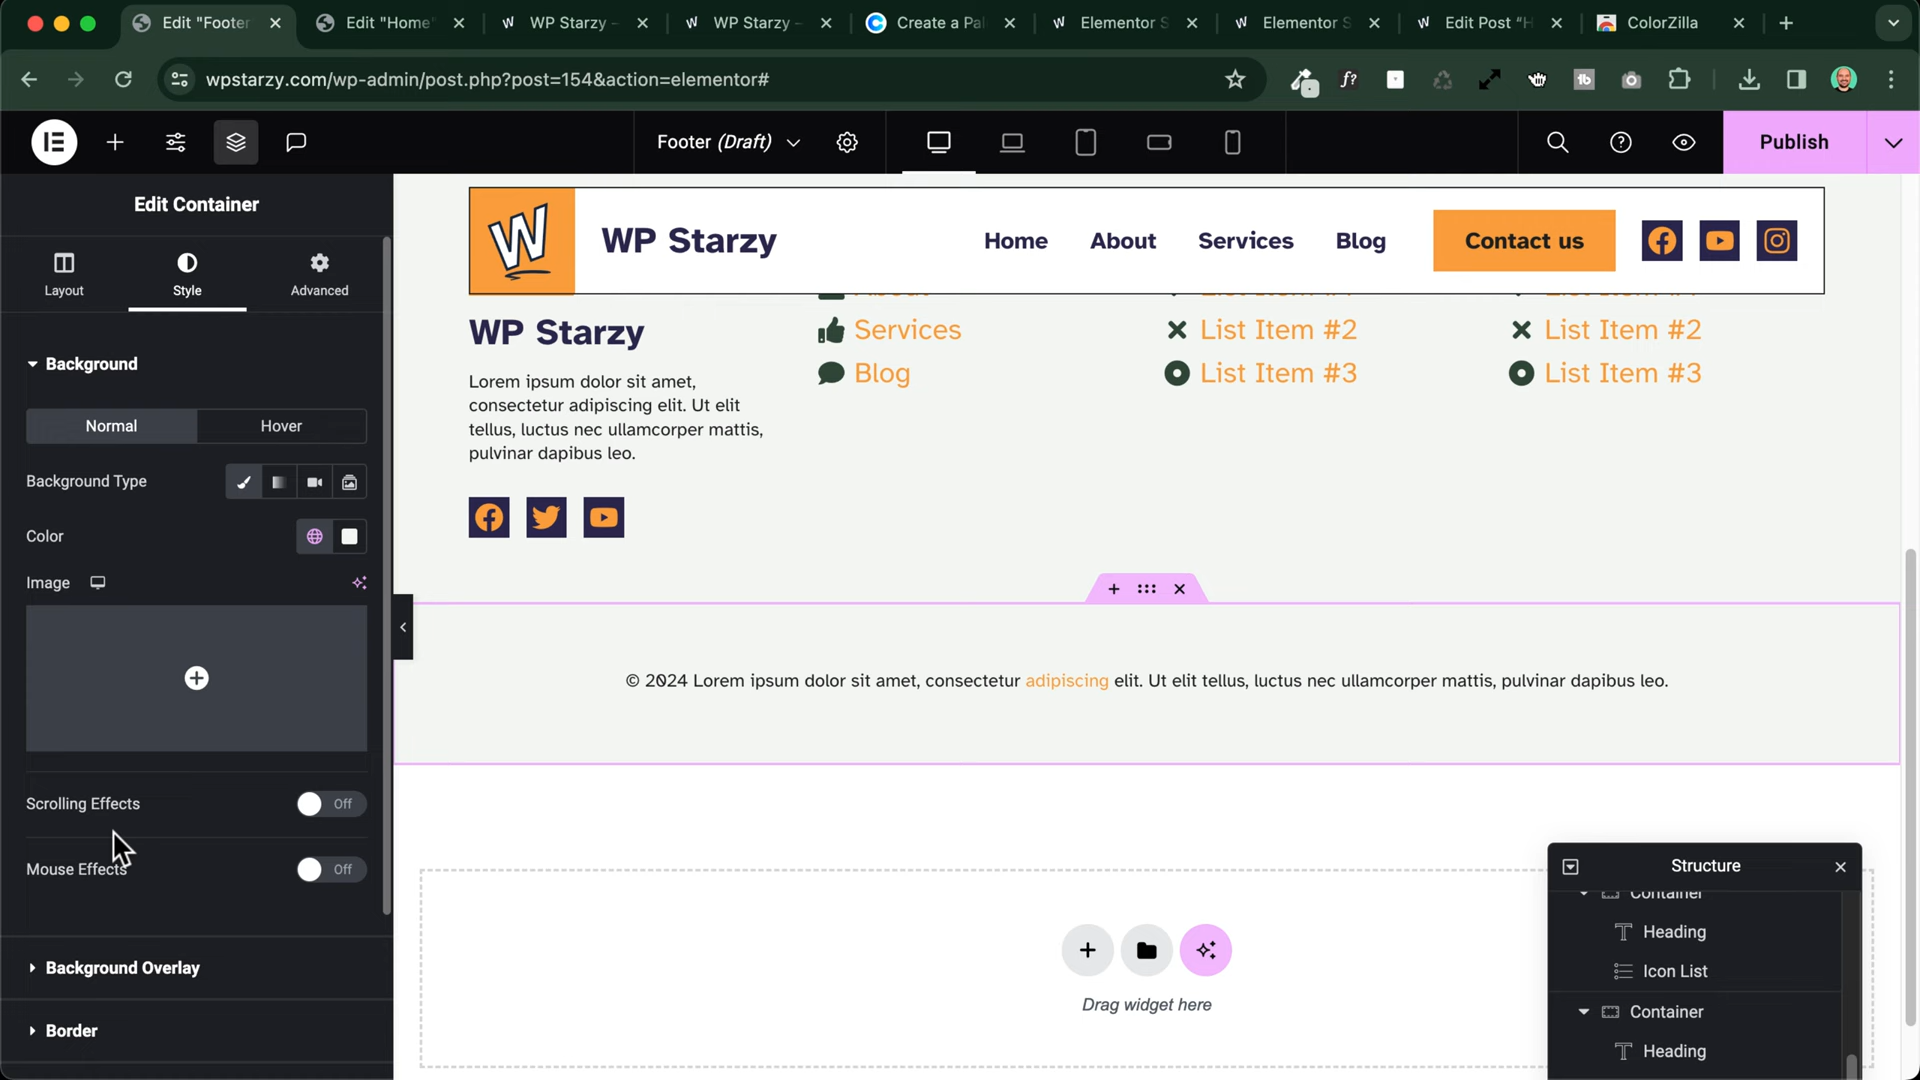 Edit "Footer
Edit "Home"
WP Starzy -
WP Starzy -
Create a Pal
Elementor S
Elementor S
Edit Post "H
ColorZilla
wpstarzy.com/wp-admin/post.php?post=154&action=elementor#
Footer (Draft)
Publish
Edit Container
Layout
Style
Advanced
Background
Normal
Hover
Background Type
Color
Image
Scrolling Effects
Off
Mouse Effects
Off
Background Overlay
Border
W
WP Starzy
Home
About
Services
Blog
Contact us
WP Starzy
Lorem ipsum dolor sit amet,
consectetur adipiscing elit. Ut elit
tellus, luctus nec ullamcorper mattis,
pulvinar dapibus leo.
Services
Blog
List Item #2
List Item #3
List Item #2
List Item #3
© 2024 Lorem ipsum dolor sit amet, consectetur adipiscing elit. Ut elit tellus, luctus nec ullamcorper mattis, pulvinar dapibus leo.
Drag widget here
Structure
Container
Heading
Icon List
Container
Heading